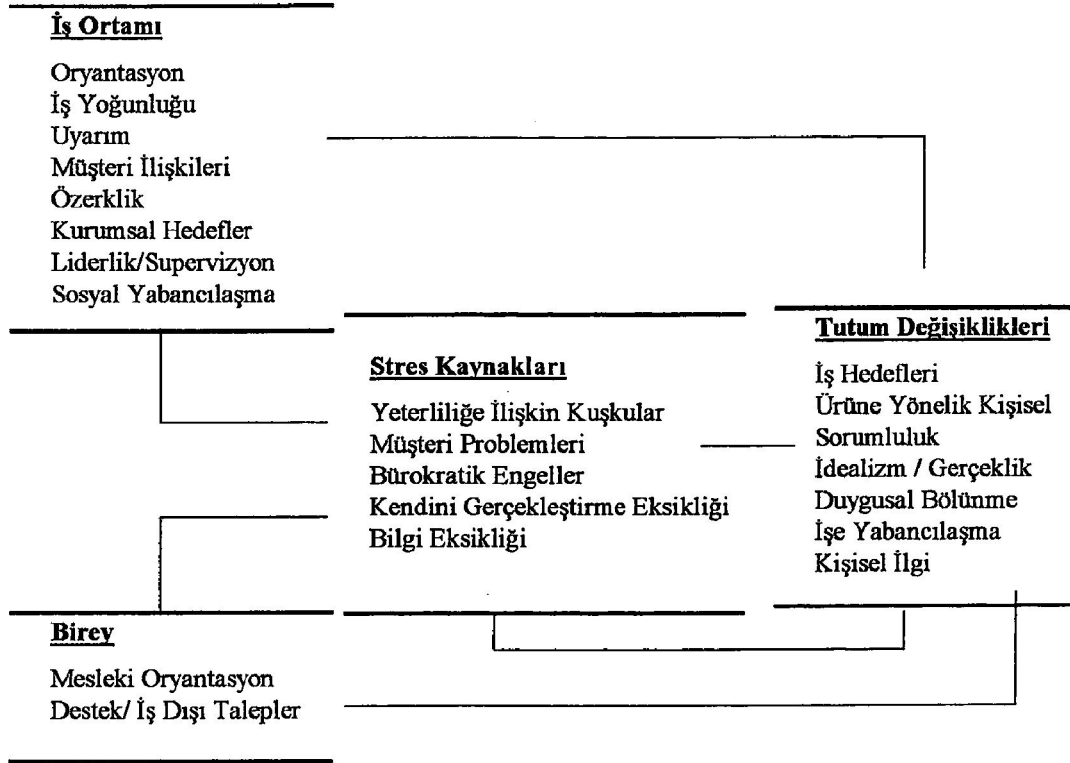 İş Ortamı
Oryantasyon
İş Yoğunluğu
Uyarım
Müşteri İlişkileri
Özerklik
Kurumsal Hedefler
Liderlik/Supervizyon
Sosyal Yabancılaşma
Stres Kaynakları
Yeterliliğe İlişkin Kuşkular
Müşteri Problemleri
Bürokratik Engeller
Kendini Gerçekleştirme Eksikliği
Bilgi Eksikliği
Tutum Değişiklikleri
İş Hedefleri
Ürüne Yönelik Kişisel
Sorumluluk
İdealizm / Gerçeklik
Duygusal Bölünme
İşe Yabancılaşma
Kişisel İlgi
Birey
Mesleki Oryantasyon
Destek/ İş Dışı Talepler